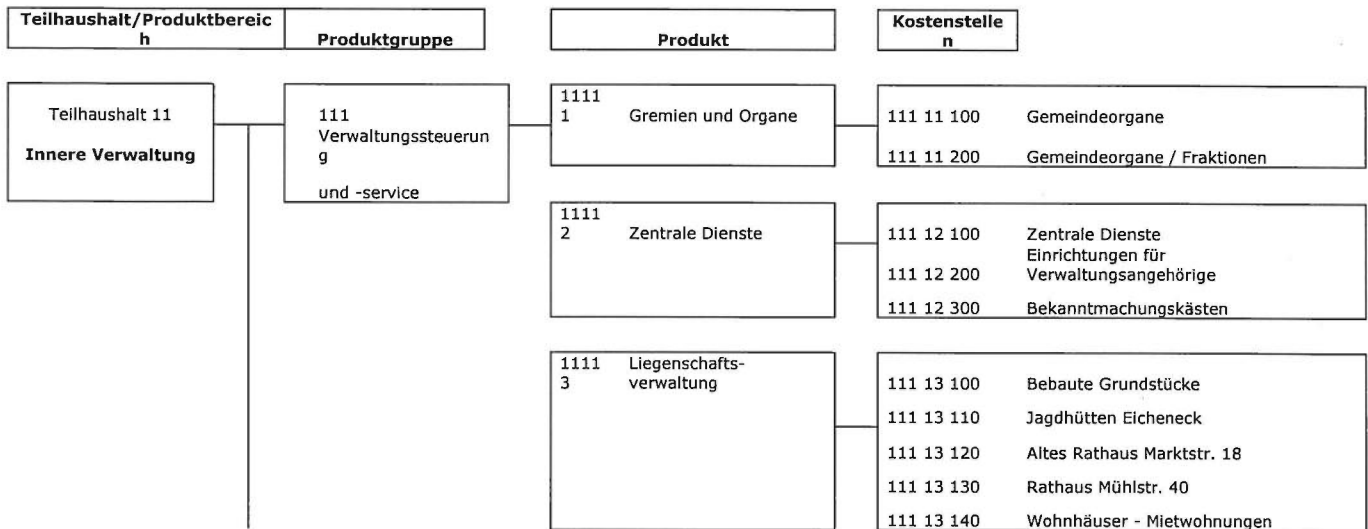 Teilhaushalt/Produktbereic
h
Produktgruppe
Produkt
Kostenstelle
n
Teilhaushalt 11
Innere Verwaltung
111
Verwaltungssteuerun
g
und -service
1111
1 Gremien und Organe
111 11 100 Gemeindeorgane
111 11 200 Gemeindeorgane / Fraktionen
1111
2 Zentrale Dienste
111 12 100 Zentrale Dienste
Einrichtungen für
111 12 200 Verwaltungsangehörige
111 12 300 Bekanntmachungskästen
1111 Liegenschafts-
3 verwaltung
111 13 100 Bebaute Grundstücke
111 13 110 Jagdhütten Eicheneck
111 13 120 Altes Rathaus Marktstr. 18
111 13 130 Rathaus Mühlstr. 40
111 13 140 Wohnhäuser - Mietwohnungen